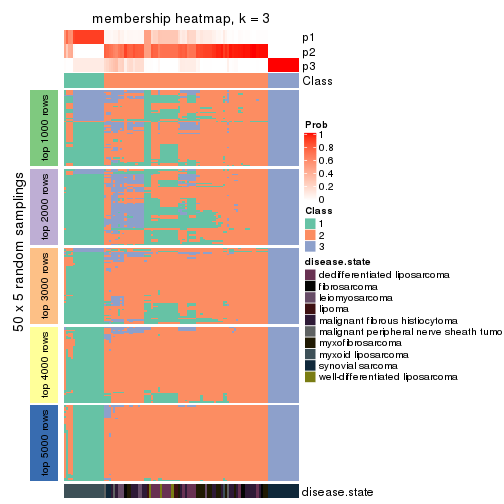 membership heatmap, k = 3
p1
p2
p3
Class
50 x 5 random samplings
top 1000 rows
top 2000 rows
top 3000 rows
top 4000 rows
top 5000 rows
Prob
1
0.8
0.6
0.4
0.2
0
Class
1
2
3
disease.state
dedifferentiated liposarcoma
fibrosarcoma
leiomyosarcoma
lipoma
malignant fibrous histiocytoma
malignant peripheral nerve sheath tumo
myxofibrosarcoma
myxoid liposarcoma
synovial sarcoma
well-differentiated liposarcoma
disease.state